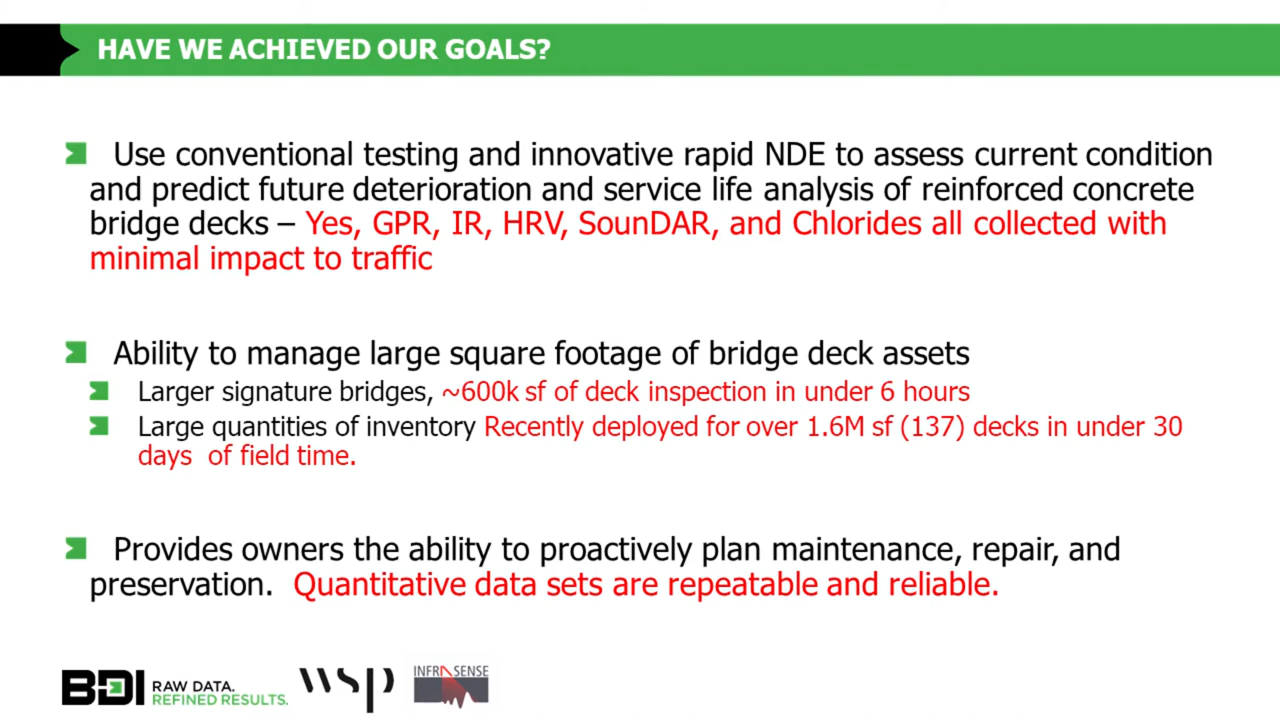 HAVE WE ACHIEVED OUR GOALS?
Use conventional testing and innovative rapid NDE to assess current condition
and predict future deterioration and service life analysis of reinforced concrete
bridge decks – Yes, GPR, IR, HRV, SounDAR, and Chlorides all collected with
minimal impact to traffic
Ability to manage large square footage of bridge deck assets
Larger signature bridges, ~600k sf of deck inspection in under 6 hours
Large quantities of inventory Recently deployed for over 1.6M sf (137) decks in under 30
days of field time.
Provides owners the ability to proactively plan maintenance, repair, and
preservation. Quantitative data sets are repeatable and reliable.
BDI
RAW DATA.
REFINED RESULTS.
wsp
INFRASENSE